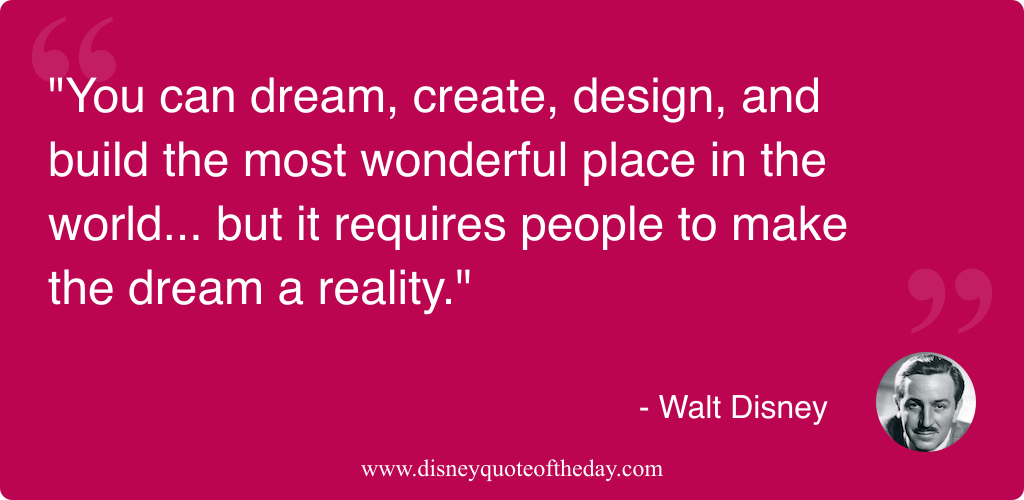 "You can dream, create, design, and
build the most wonderful place in the
world... but it requires people to make
the dream a reality."
- Walt Disney
www.disneyquoteoftheday.com